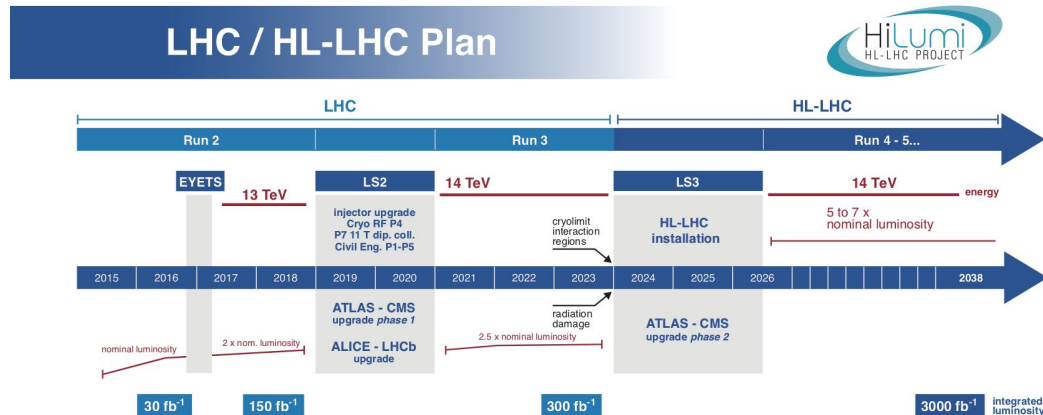 LHC / HL-LHC Plan
HiLumi
HL-LHC PROJECT
LHC
HL-LHC
Run 2
Run 3
Run 4 - 5...
EYETS
13 TeV
LS2
14 TeV
LS3
14 TeV
energy
injector upgrade
Cryo RF P4
P7 11 T dip. coll.
Civil Eng. P1-P5
cryolimit
interaction
regions
HL-LHC
installation
5 to 7 x
nominal luminosity
2015
2016
2017
2018
2019
2020
2021
2022
2023
2024
2025
2026
2038
nominal luminosity
2 x nom. luminosity
ATLAS - CMS
upgrade phase 1
ALICE - LHCb
upgrade
2.5 x nominal luminosity
radiation
damage
ATLAS - CMS
upgrade phase 2
30 fb⁻¹
150 fb⁻¹
300 fb⁻¹
3000 fb⁻¹
integrated
luminosity